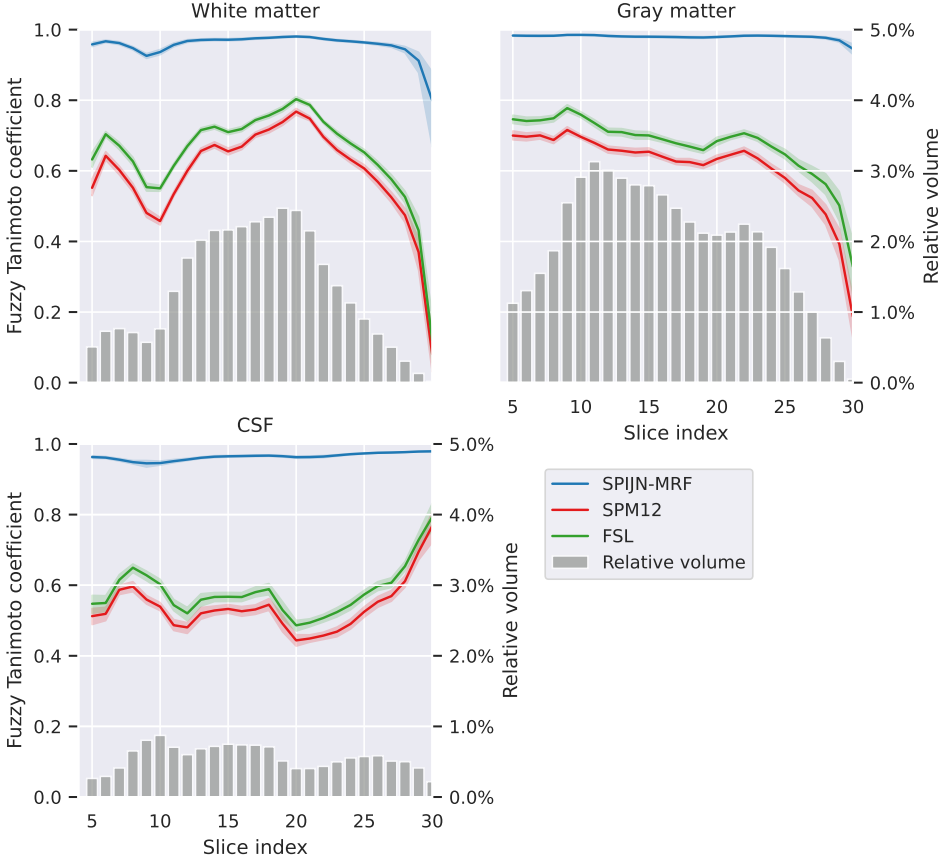 White matter
Gray matter
1.0
0.8
0.6
0.4
0.2
0.0
Fuzzy Tanimoto coefficient
5.0%
4.0%
3.0%
2.0%
1.0%
0.0%
Relative volume
5 10 15 20 25 30
Slice index
CSF
1.0
0.8
0.6
0.4
0.2
0.0
Fuzzy Tanimoto coefficient
5.0%
4.0%
3.0%
2.0%
1.0%
0.0%
Relative volume
5 10 15 20 25 30
Slice index
SPIJN-MRF
SPM12
FSL
Relative volume